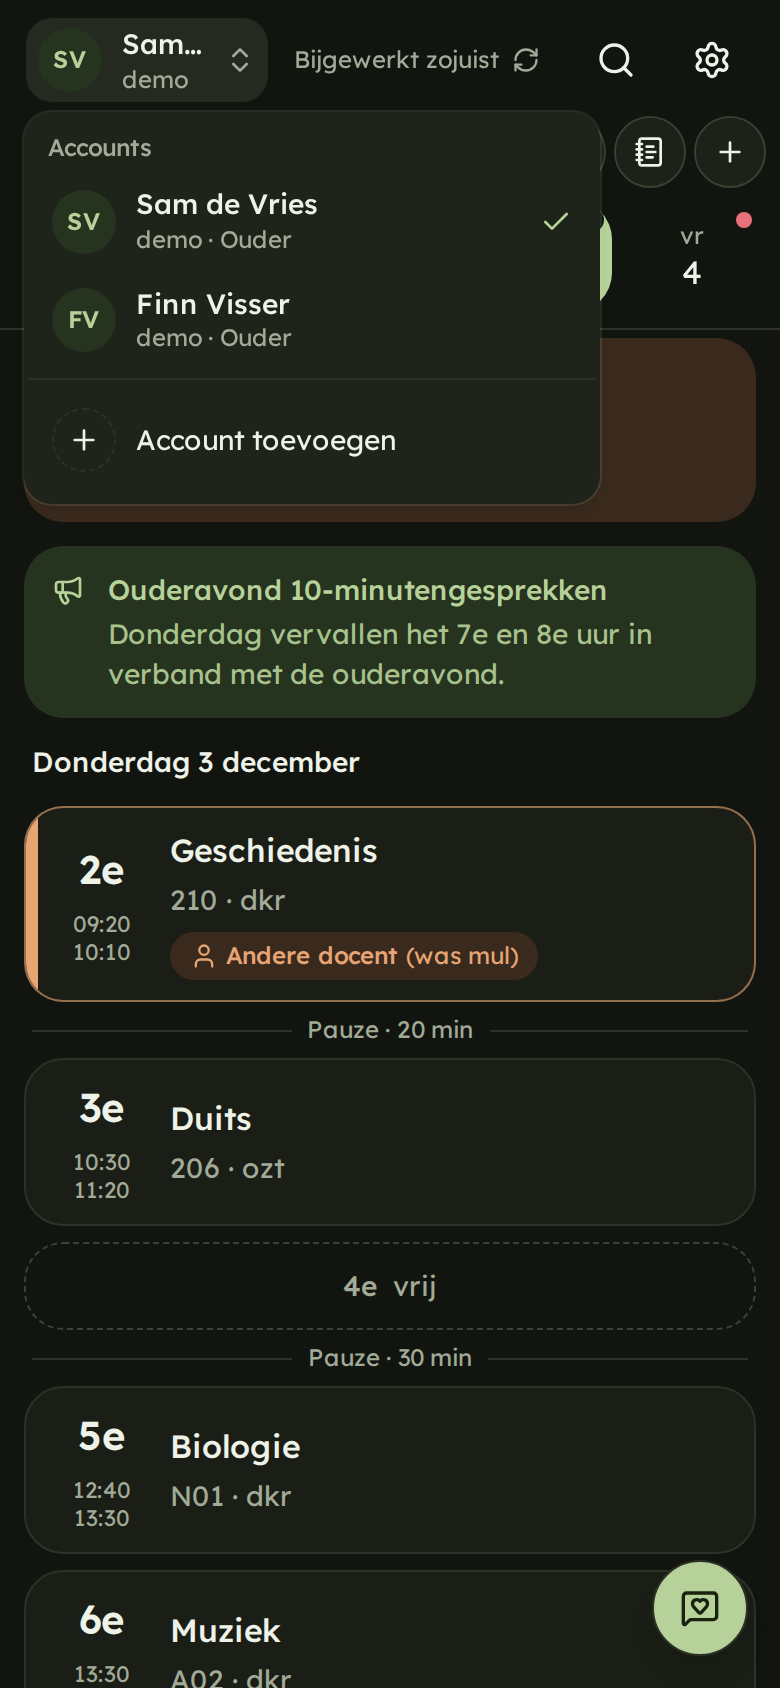 SV
Sam...
demo
Bijgewerkt zojuist
Accounts
SV
Sam de Vries
demo · Ouder
FV
Finn Visser
demo · Ouder
Account toevoegen
vr
4
Ouderavond 10-minutengesprekken
Donderdag vervallen het 7e en 8e uur in
verband met de ouderavond.
Donderdag 3 december
2e
09:20
10:10
Geschiedenis
210 · dkr
Andere docent (was mul)
Pauze · 20 min
3e
10:30
11:20
Duits
206 · ozt
4e vrij
Pauze · 30 min
5e
12:40
13:30
Biologie
N01 · dkr
6e
13:30
Muziek
A02 · dkr